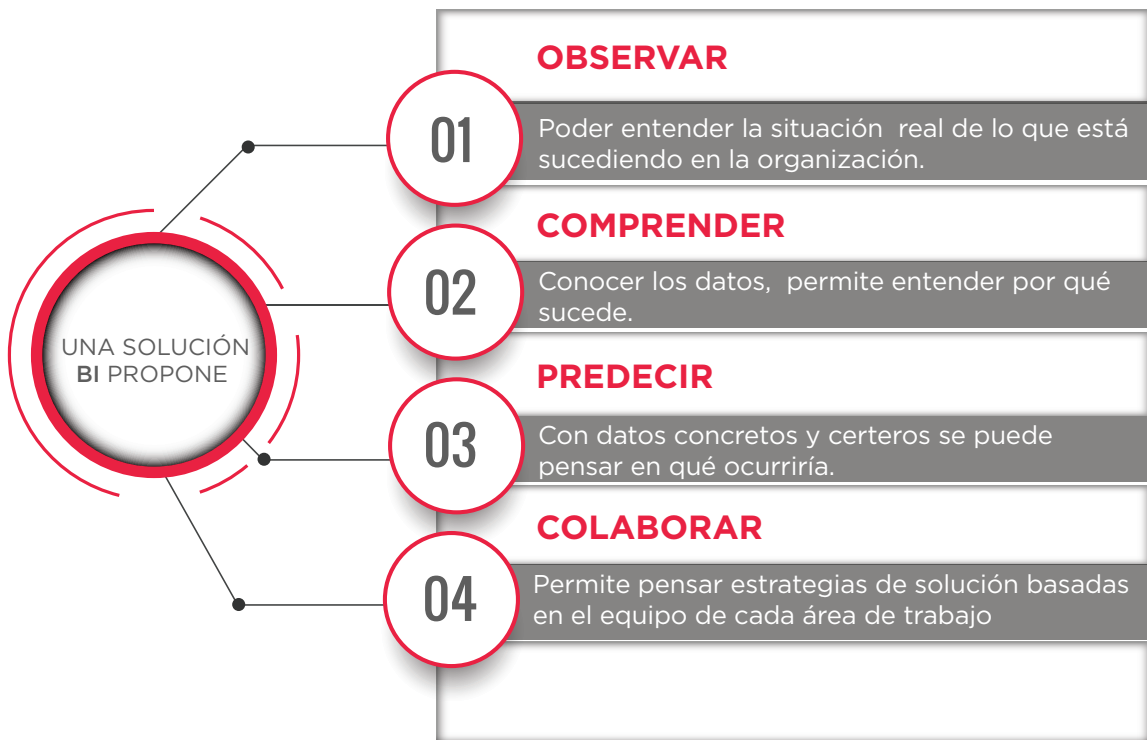 UNA SOLUCIÓN
BI PROPONE
01
OBSERVAR
Poder entender la situación real de lo que está
sucediendo en la organización.
02
COMPRENDER
Conocer los datos, permite entender por qué
sucede.
03
PREDECIR
Con datos concretos y certeros se puede
pensar en qué ocurriría.
04
COLABORAR
Permite pensar estrategias de solución basadas
en el equipo de cada área de trabajo